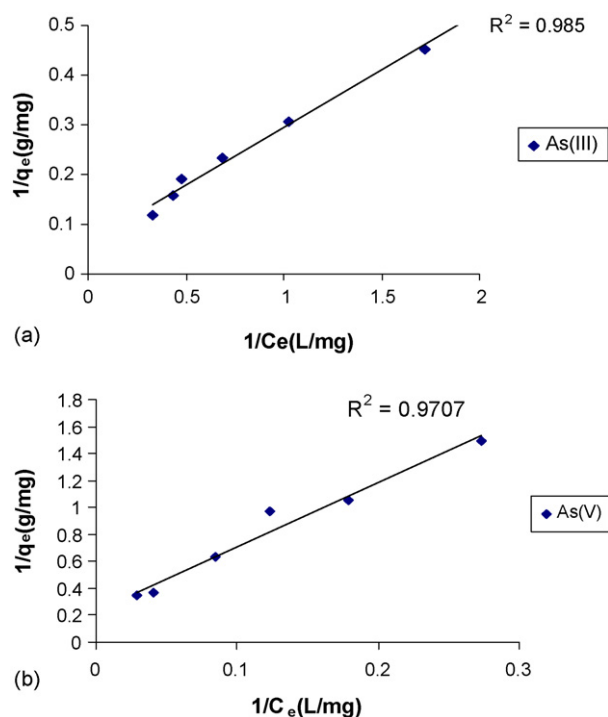 R² = 0.985
0.5
0.4
0.3
0.2
0.1
0
1/qe(g/mg)
0 0.5 1 1.5 2
1/Ce(L/mg)
As(III)
(a)
R² = 0.9707
1.8
1.6
1.4
1.2
1
0.8
0.6
0.4
0.2
0
1/qe(g/mg)
0 0.1 0.2 0.3
1/Ce(L/mg)
As(V)
(b)